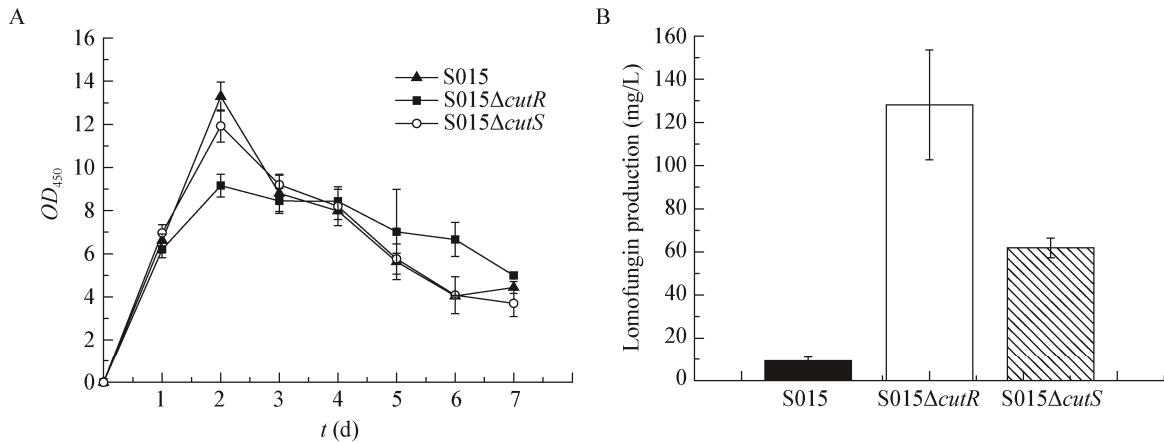 A
16
14
12
10
8
6
4
2
0
OD450
1 2 3 4 5 6 7
t (d)
S015
S015ΔcutR
S015ΔcutS
B
160
140
120
100
80
60
40
20
0
Lomofungin production (mg/L)
S015 S015ΔcutR S015ΔcutS